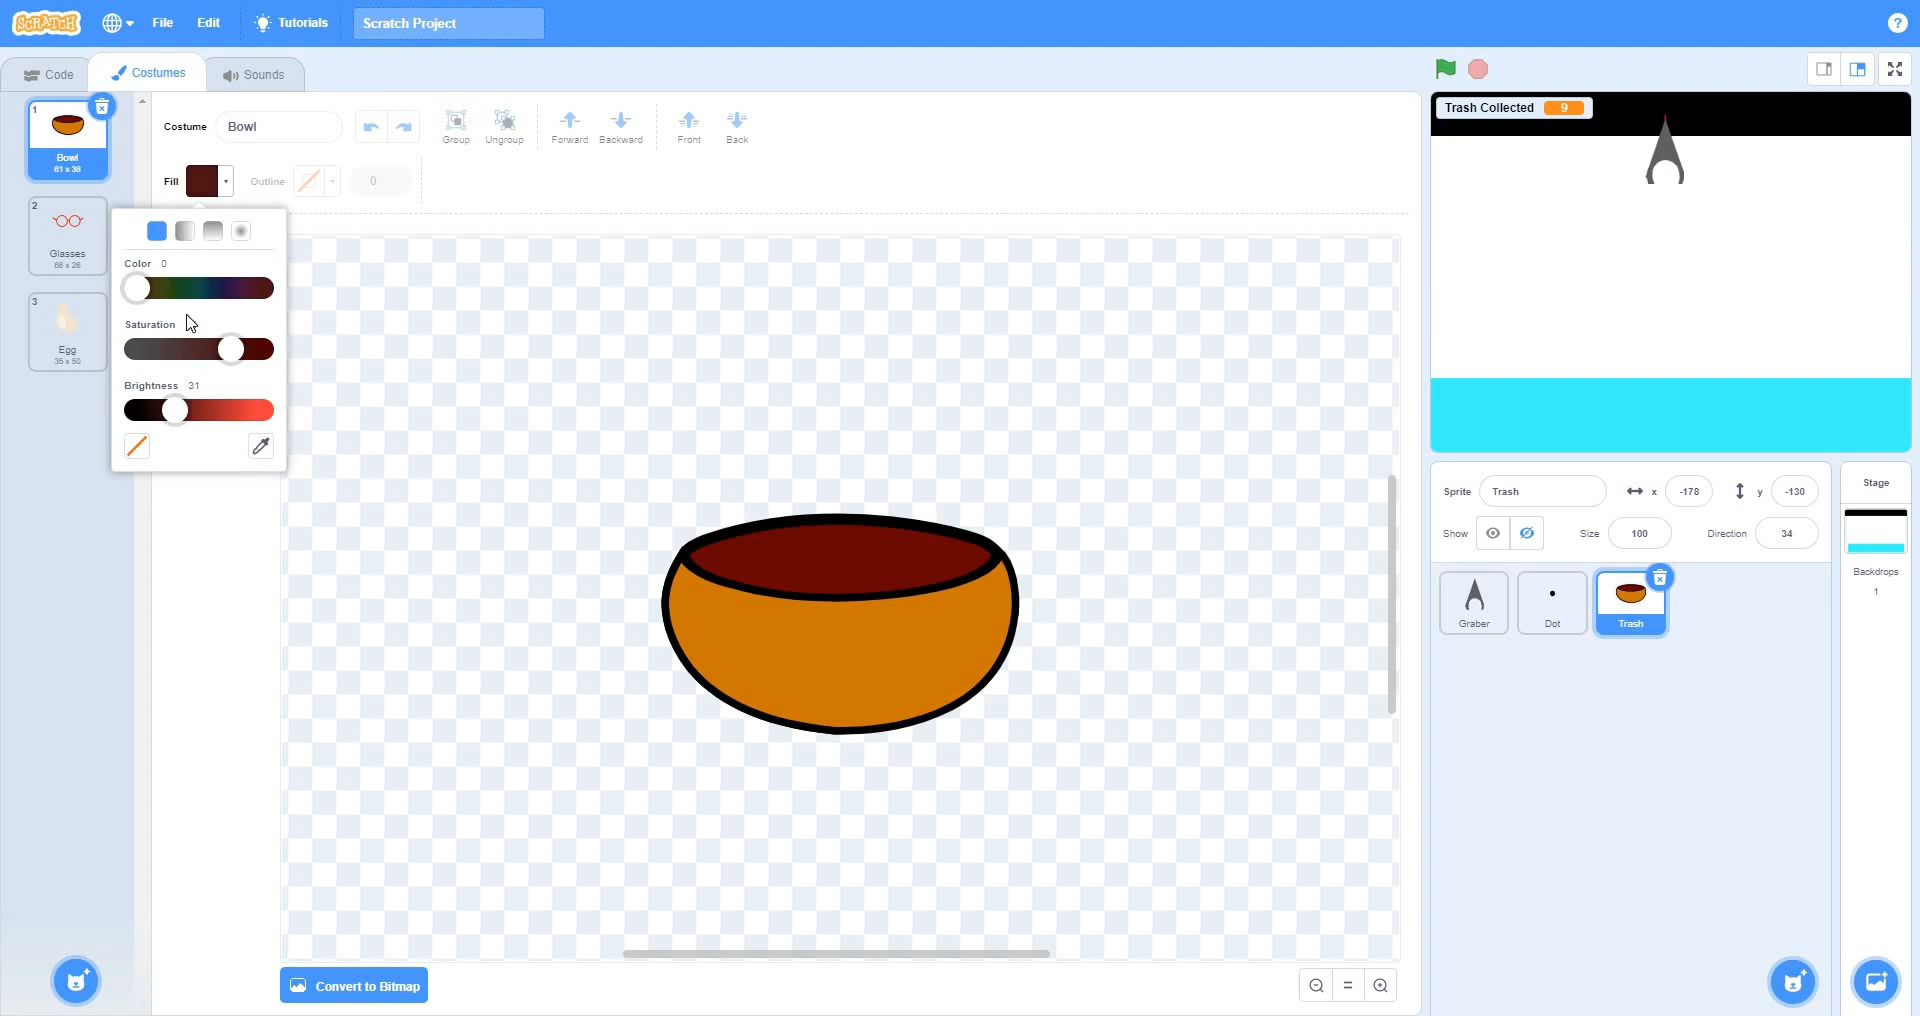 SCRATCH File Edit Tutorials Scratch Project ?
Code Costumes Sounds
1
Bowl
61 x 38
2
Glasses
66 x 26
3
Egg
35 x 50
Costume Bowl Group Ungroup Forward Backward Front Back
Fill Outline 0
Color 0
Saturation
Brightness 31
Convert to Bitmap
Trash Collected 9
Sprite Trash x -178 y -130
Show Size 100 Direction 34
Graber Dot Trash
Stage
Backdrops
1